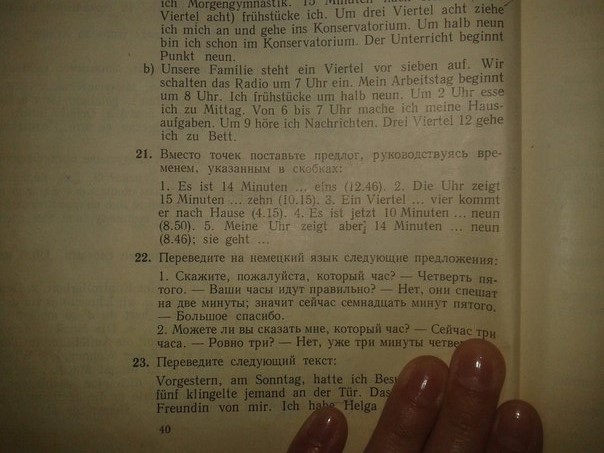 ich Morgengymnastik. 15 Minuten nach
Viertel acht) frühstücke ich. Um drei Viertel acht ziehe
ich mich an und gehe ins Konservatorium. Um halb neun
bin ich schon im Konservatorium. Der Unterricht beginnt
Punkt neun.
b) Unsere Familie steht ein Viertel vor sieben auf. Wir
schalten das Radio um 7 Uhr ein. Mein Arbeitstag beginnt
um 8 Uhr. Ich frühstücke um halb neun. Um 2 Uhr esse
ich zu Mittag. Von 6 bis 7 Uhr mache ich meine Haus-
aufgaben. Um 9 höre ich Nachrichten. Drei Viertel 12 gehe
ich zu Bett.
21. Вместо точек поставьте предлог, руководствуясь вре-
менем, указанным в скобках:
1. Es ist 14 Minuten ... eins (12.46). 2. Die Uhr zeigt
15 Minuten ... zehn (10.15). 3. Ein Viertel ... vier kommt
er nach Hause (4.15). 4. Es ist jetzt 10 Minuten ... neun
(8.50). 5. Meine Uhr zeigt aber 14 Minuten ... neun
(8.46); sie geht ...
22. Переведите на немецкий язык следующие предложения:
1. Скажите, пожалуйста, который час? — Четверть пя-
того. — Ваши часы идут правильно? — Нет, они спешат
на две минуты; значит сейчас семнадцать минут пятого.
— Большое спасибо.
2. Можете ли вы сказать мне, который час? — Сейчас три
часа. — Ровно три? — Нет, уже три минуты
23. Переведите следующий текст:
Vorgestern, am Sonntag, hatte ich
fünf klingelte jemand an der Tür.
Freundin von mir. Ich habe Helga
40